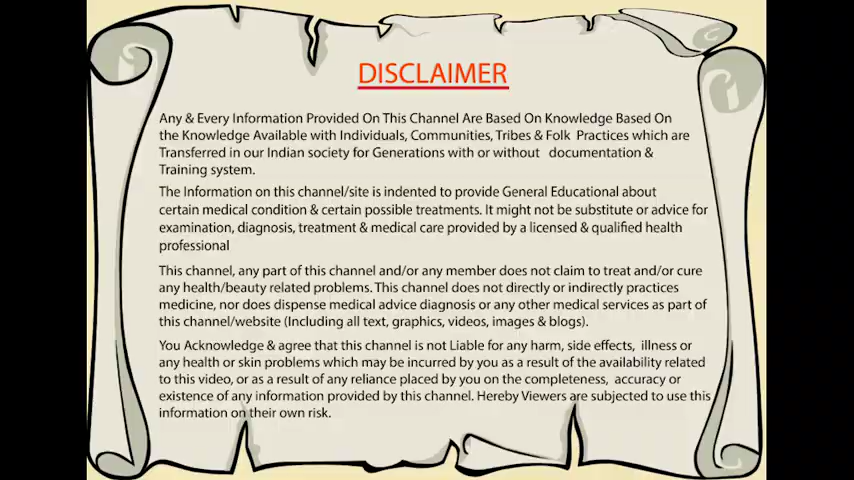 DISCLAIMER
Any & Every Information Provided On This Channel Are Based On Knowledge Based On
the Knowledge Available with Individuals, Communities, Tribes & Folk Practices which are
Transferred in our Indian society for Generations with or without documentation &
Training system.
The Information on this channel/site is indented to provide General Educational about
certain medical condition & certain possible treatments. It might not be substitute or advice for
examination, diagnosis, treatment & medical care provided by a licensed & qualified health
professional
This channel, any part of this channel and/or any member does not claim to treat and/or cure
any health/beauty related problems. This channel does not directly or indirectly practices
medicine, nor does dispense medical advice diagnosis or any other medical services as part of
this channel/website (Including all text, graphics, videos, images & blogs).
You Acknowledge & agree that this channel is not Liable for any harm, side effects, illness or
any health or skin problems which may be incurred by you as a result of the availability related
to this video, or as a result of any reliance placed by you on the completeness, accuracy or
existence of any information provided by this channel. Hereby Viewers are subjected to use this
information on their own risk.